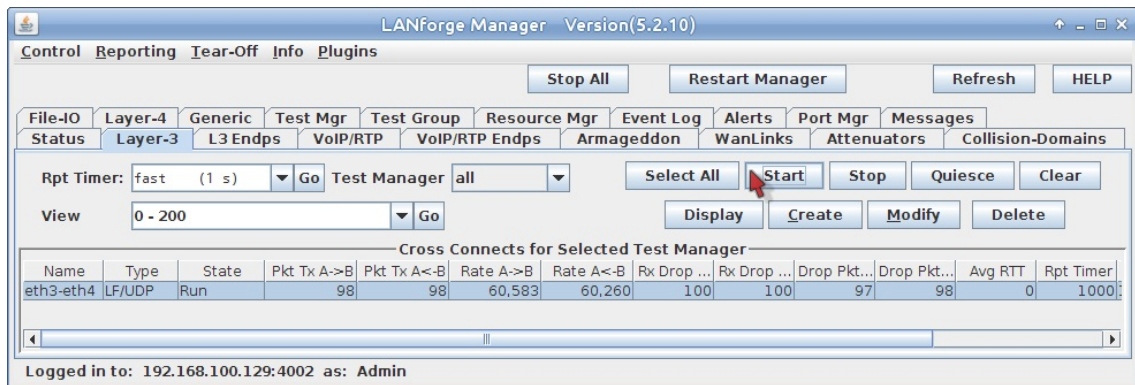 LANforge Manager Version(5.2.10)
Control Reporting Tear-Off Info Plugins
Stop All Restart Manager Refresh HELP
File-IO Layer-4 Generic Test Mgr Test Group Resource Mgr Event Log Alerts Port Mgr Messages
Status Layer-3 L3 Endps VoIP/RTP VoIP/RTP Endps Armageddon WanLinks Attenuators Collision-Domains
Rpt Timer: fast (1 s) Go Test Manager all Select All Start Stop Quiesce Clear
View 0 - 200 Go Display Create Modify Delete
Cross Connects for Selected Test Manager
Name Type State Pkt Tx A->B Pkt Tx A<-B Rate A->B Rate A<-B Rx Drop ... Rx Drop ... Drop Pkt... Drop Pkt... Avg RTT Rpt Timer
eth3-eth4 LF/UDP Run 98 98 60,583 60,260 100 100 97 98 0 1000
Logged in to: 192.168.100.129:4002 as: Admin